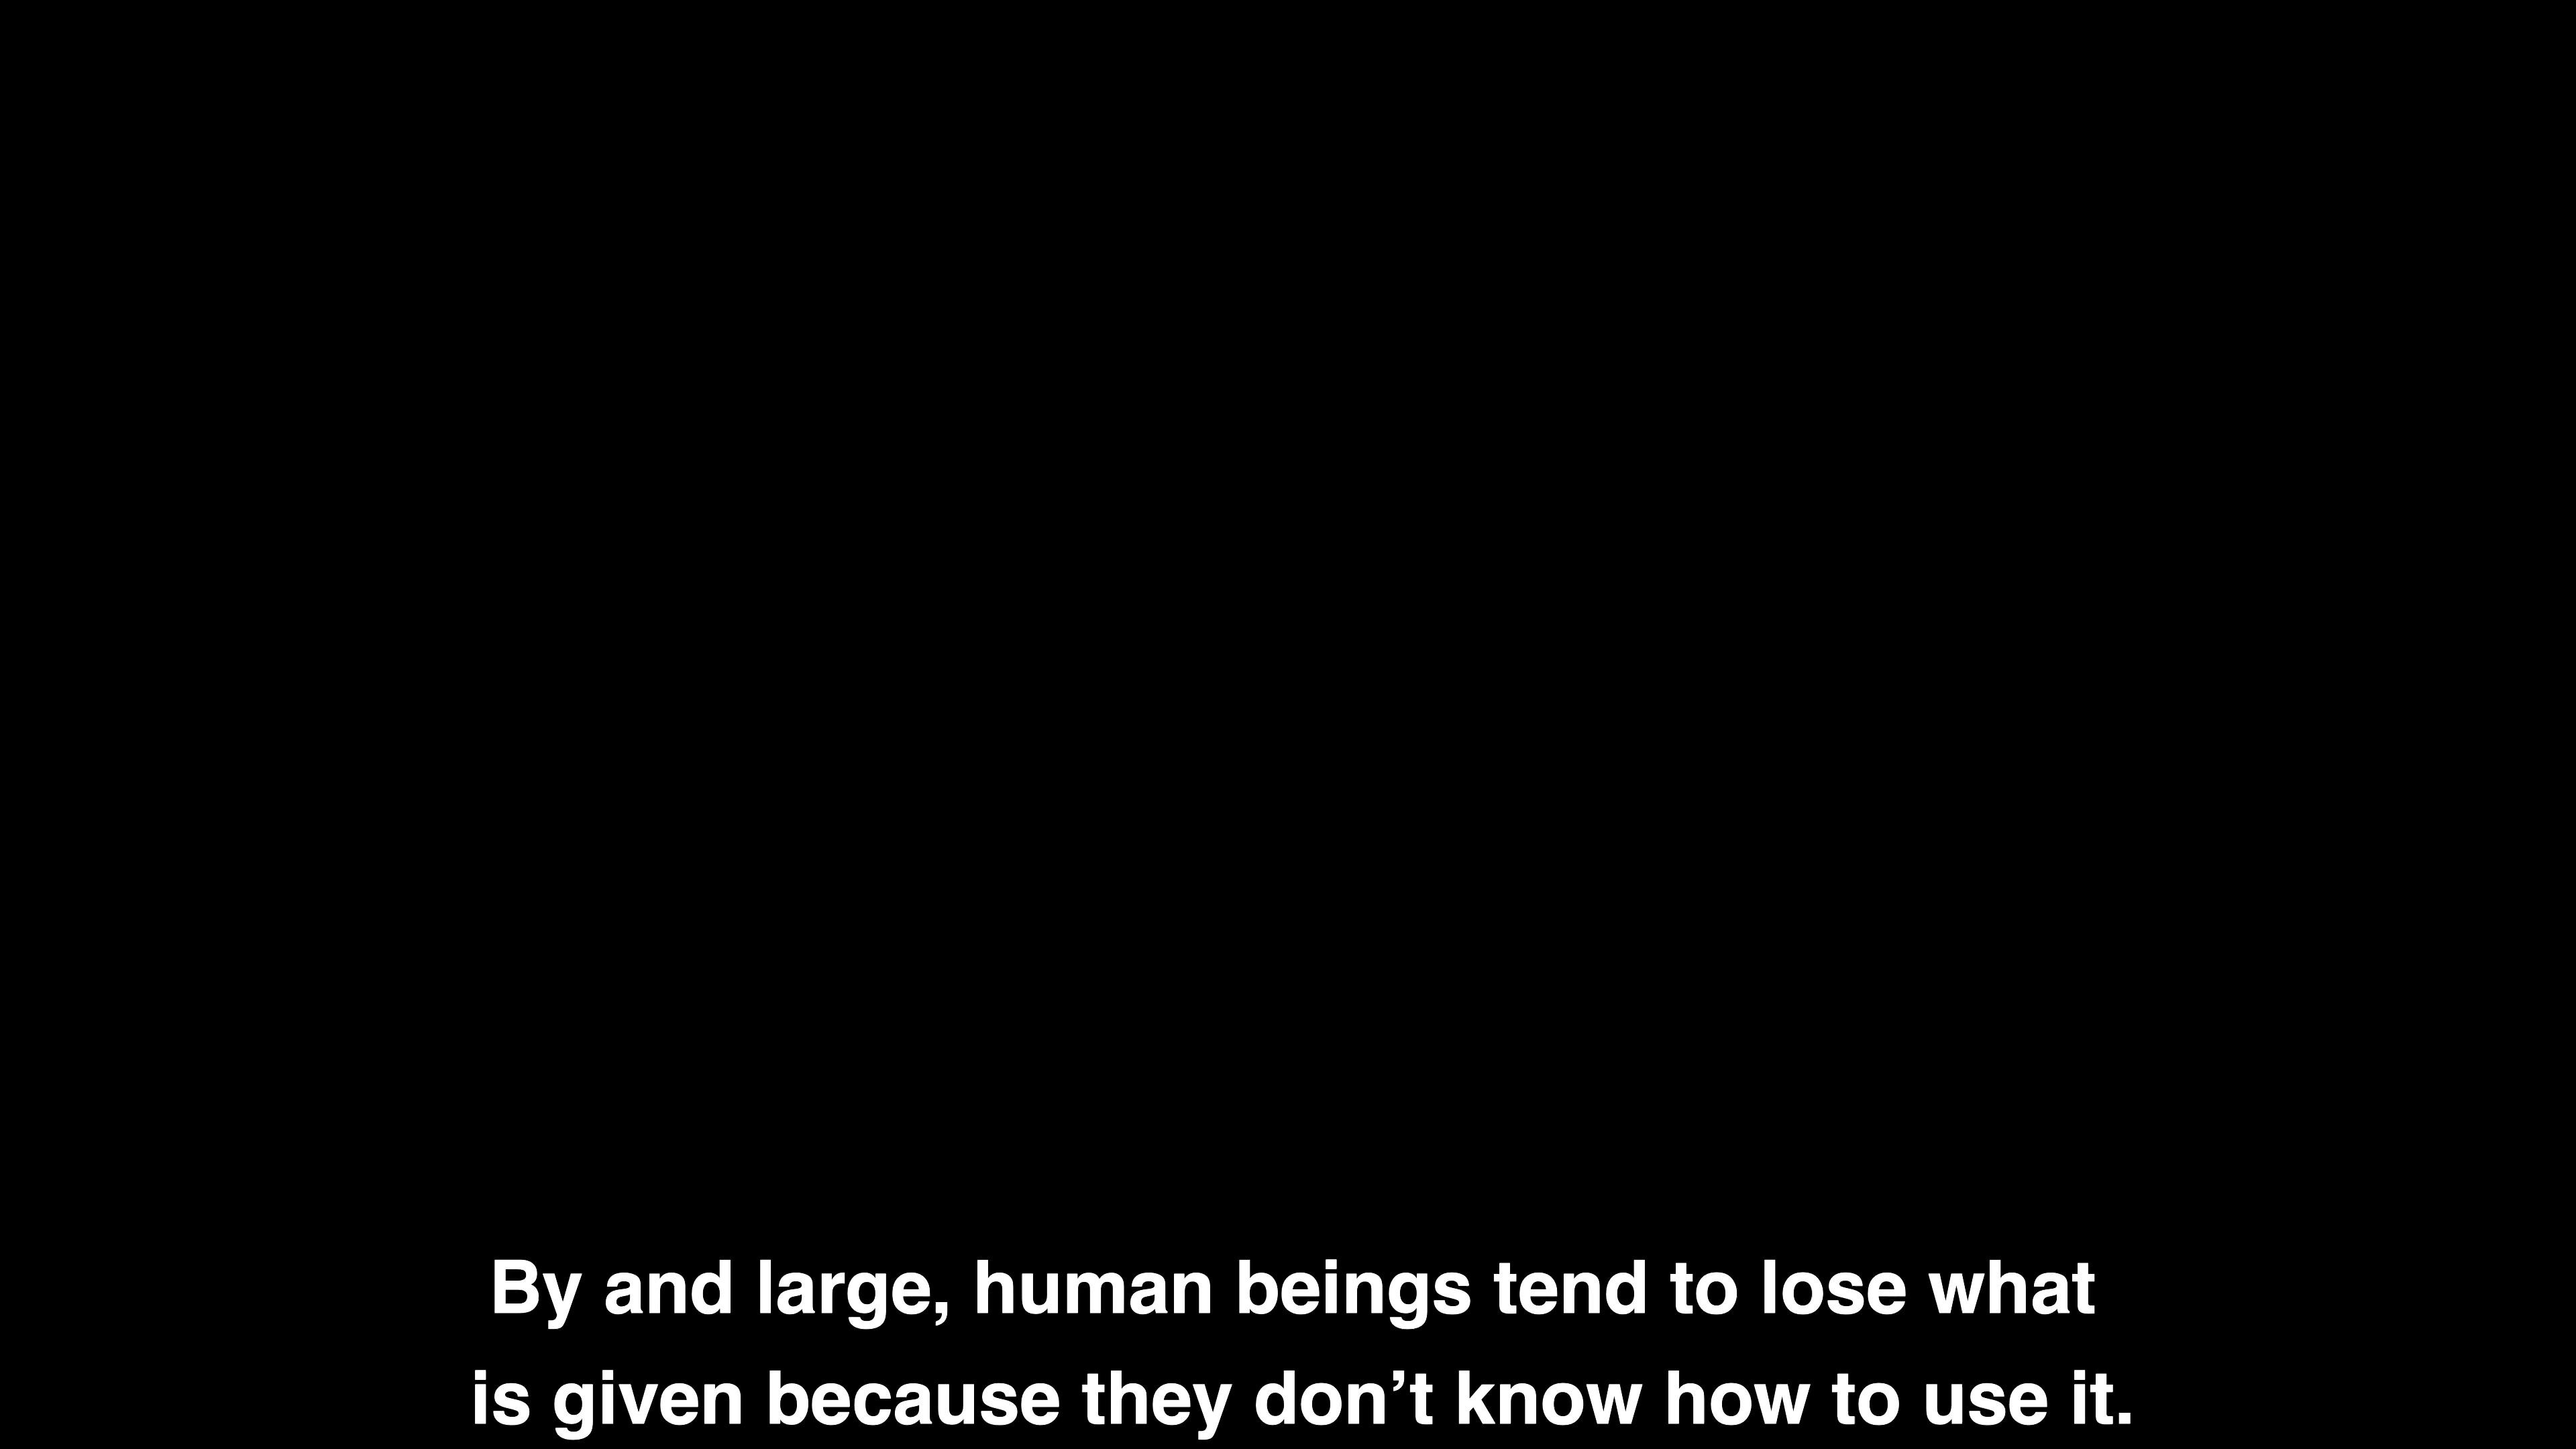 By and large, human beings tend to lose what
is given because they don’t know how to use it.